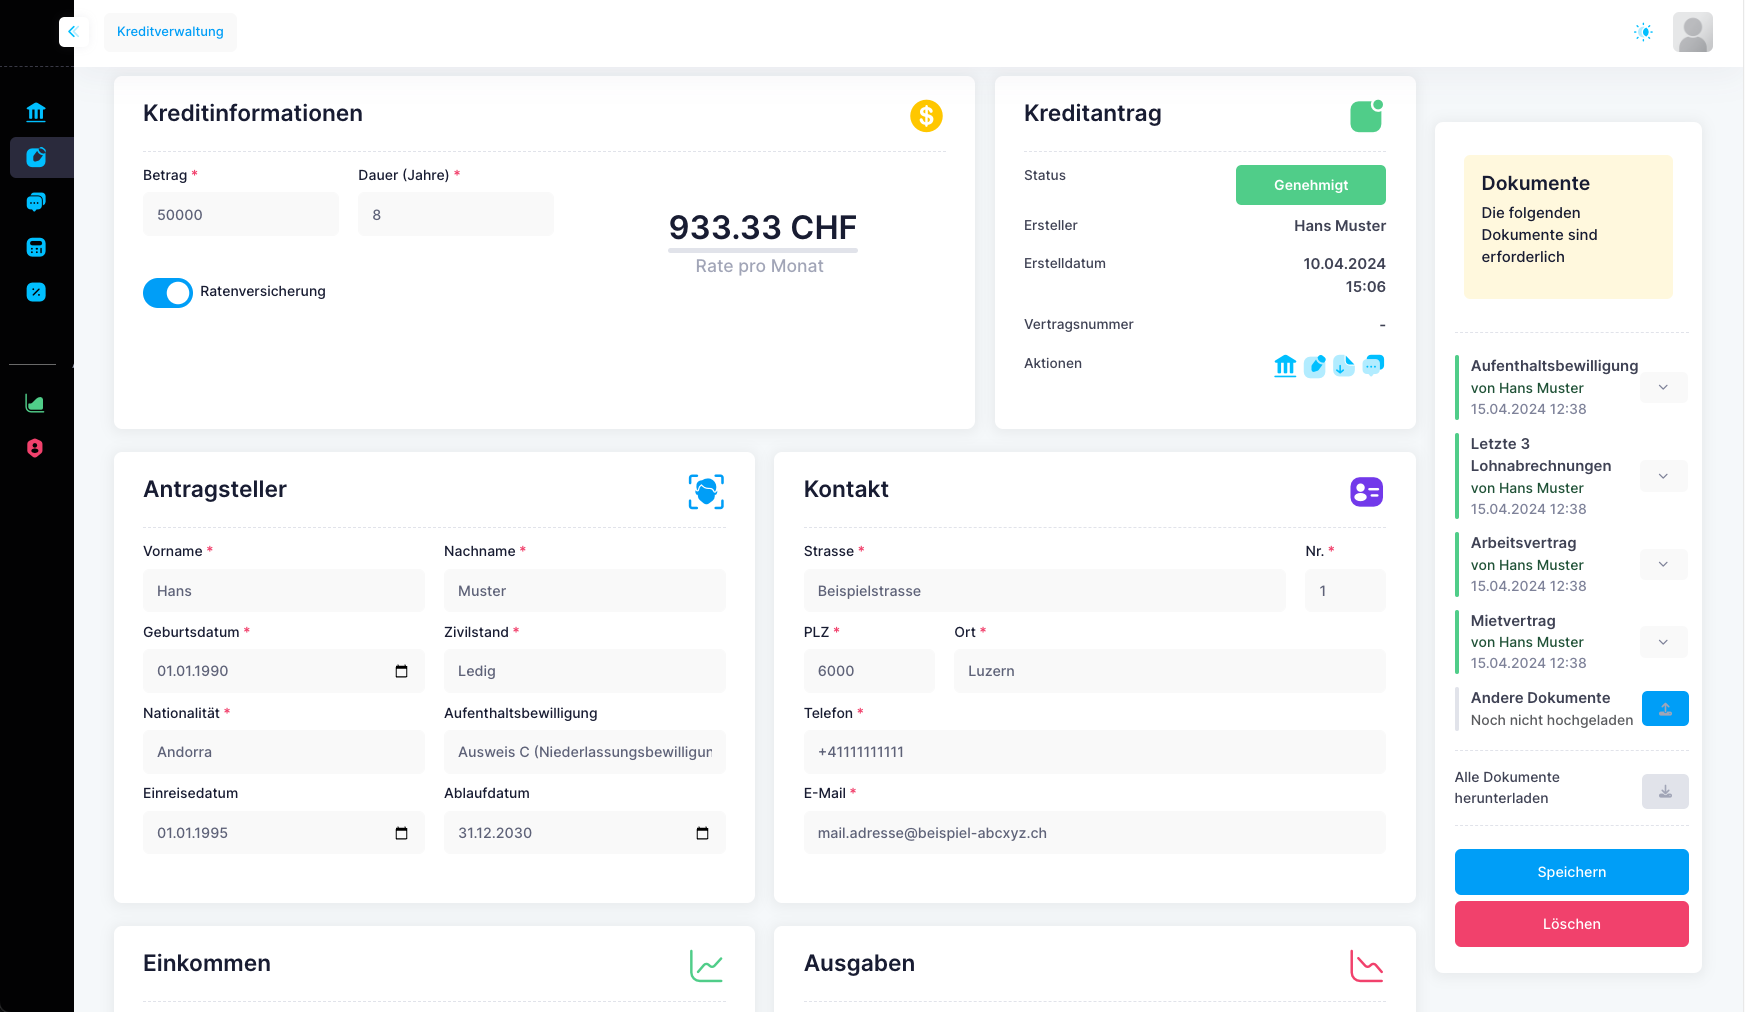 Kreditverwaltung
Kreditinformationen
Betrag *
Dauer (Jahre) *
50000
8
933.33 CHF
Rate pro Monat
Ratenversicherung
Kreditantrag
Status
Genehmigt
Ersteller
Hans Muster
Erstelldatum
10.04.2024
15:06
Vertragsnummer
-
Aktionen
Antragsteller
Vorname *
Nachname *
Hans
Muster
Geburtsdatum *
Zivilstand *
01.01.1990
Ledig
Nationalität *
Aufenthaltsbewilligung
Andorra
Ausweis C (Niederlassungsbewilligun
Einreisedatum
Ablaufdatum
01.01.1995
31.12.2030
Kontakt
Strasse *
Nr. *
Beispielstrasse
1
PLZ *
Ort *
6000
Luzern
Telefon *
+41111111111
E-Mail *
mail.adresse@beispiel-abcxyz.ch
Einkommen
Ausgaben
Dokumente
Die folgenden
Dokumente sind
erforderlich
Aufenthaltsbewilligung
von Hans Muster
15.04.2024 12:38
Letzte 3
Lohnabrechnungen
von Hans Muster
15.04.2024 12:38
Arbeitsvertrag
von Hans Muster
15.04.2024 12:38
Mietvertrag
von Hans Muster
15.04.2024 12:38
Andere Dokumente
Noch nicht hochgeladen
Alle Dokumente
herunterladen
Speichern
Löschen